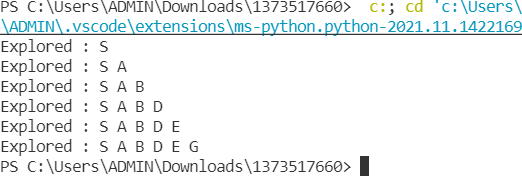 PS C:\Users\ADMIN\Downloads\1373517660>  c:; cd 'c:\Users\
\ADMIN\.vscode\extensions\ms-python.python-2021.11.1422169
Explored : S
Explored : S A
Explored : S A B
Explored : S A B D
Explored : S A B D E
Explored : S A B D E G
PS C:\Users\ADMIN\Downloads\1373517660>